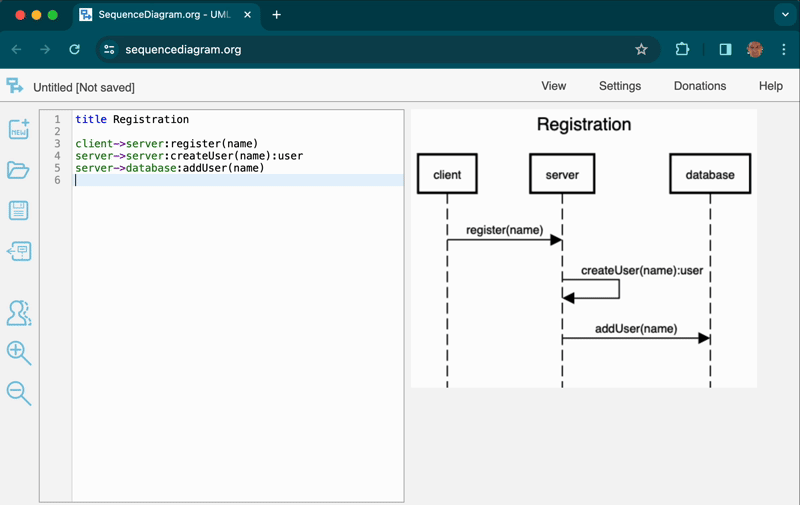 SequenceDiagram.org - UML
sequencediagram.org
Untitled [Not saved]
View
Settings
Donations
Help
NEW
1 title Registration
2
3 client->server:register(name)
4 server->server:createUser(name):user
5 server->database:addUser(name)
6
Registration
client
server
database
register(name)
createUser(name):user
addUser(name)